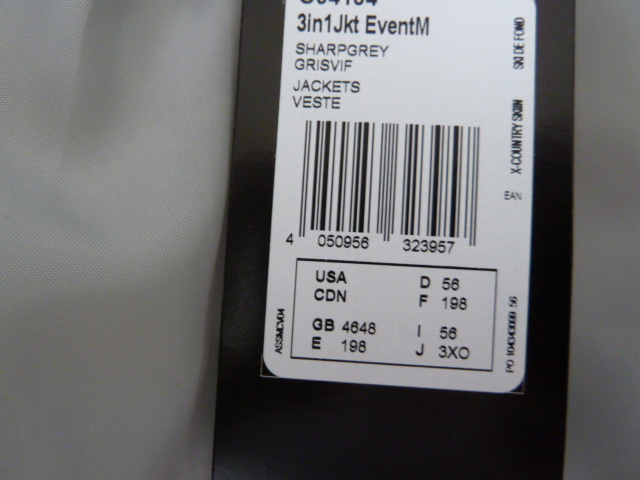 3in1Jkt EventM
SHARPGREY
GRISVIF
JACKETS
VESTE
4 050956 323957
USA
CDN
GB 4648
E 198
D 56
F 198
I 56
J 3XO
ASSMCV04
X-COUNTRY SKIIN
SKI DE FOND
EAN